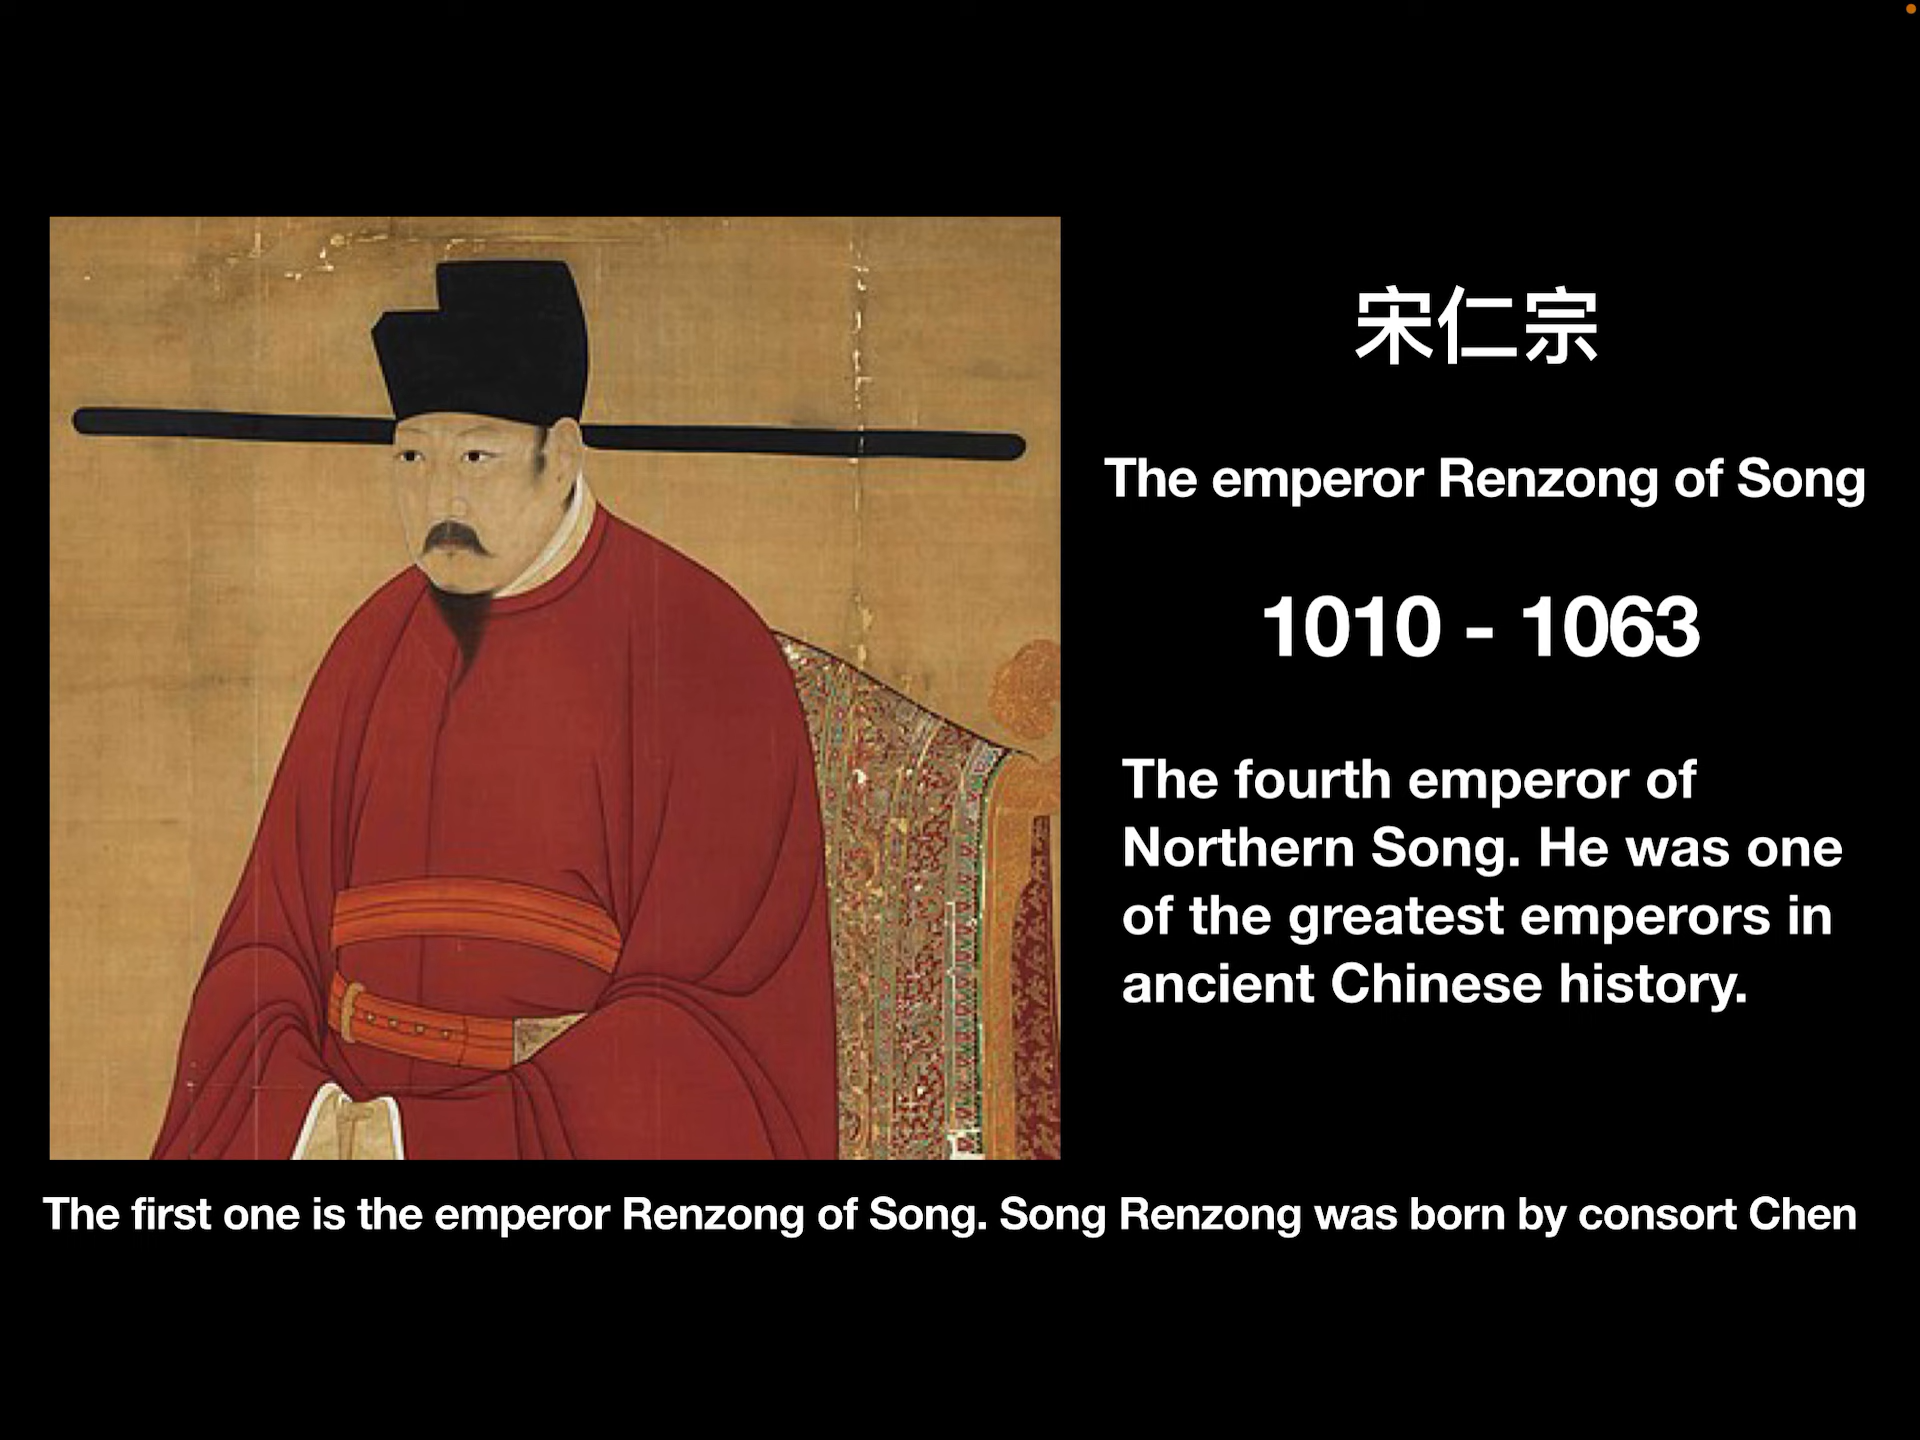 宋仁宗
The emperor Renzong of Song
1010 - 1063
The fourth emperor of
Northern Song. He was one
of the greatest emperors in
ancient Chinese history.
The first one is the emperor Renzong of Song. Song Renzong was born by consort Chen